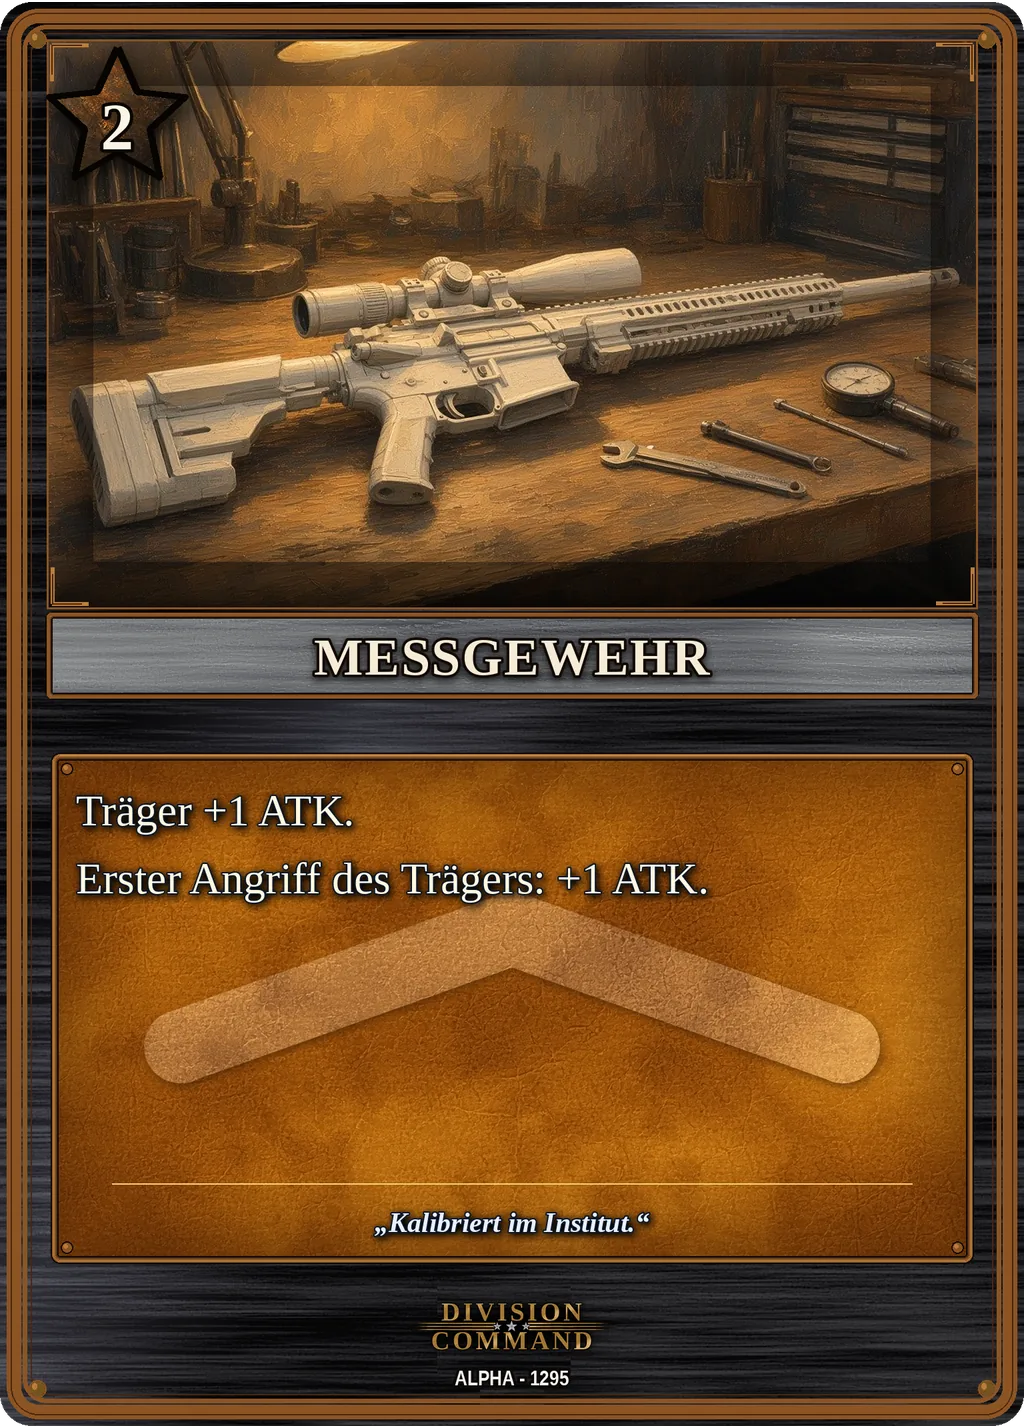 2
MESSGEWEHR
Träger +1 ATK.
Erster Angriff des Trägers: +1 ATK.
„Kalibriert im Institut.“
DIVISION
COMMAND
ALPHA - 1295